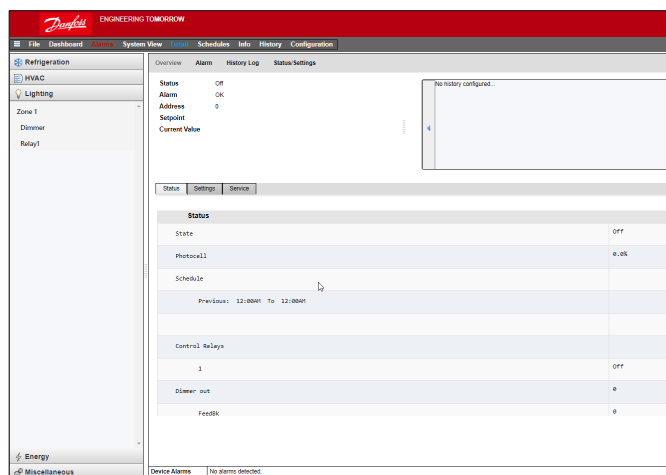 Danfoss ENGINEERING TOMORROW
File Dashboard Alarms System View Detail Schedules Info History Configuration
Refrigeration
HVAC
Lighting
Zone 1
Dimmer
Relay1
Energy
Miscellaneous
Overview Alarm History Log Status/Settings
Status Off
Alarm OK
Address 0
Setpoint
Current Value
No history configured...
Status Settings Service
Status
State Off
Photocell 0.0%
Schedule
Previous: 12:00AM To 12:00AM
Control Relays
1 Off
Dimmer out 0
FeedBk 0
Device Alarms No alarms detected.